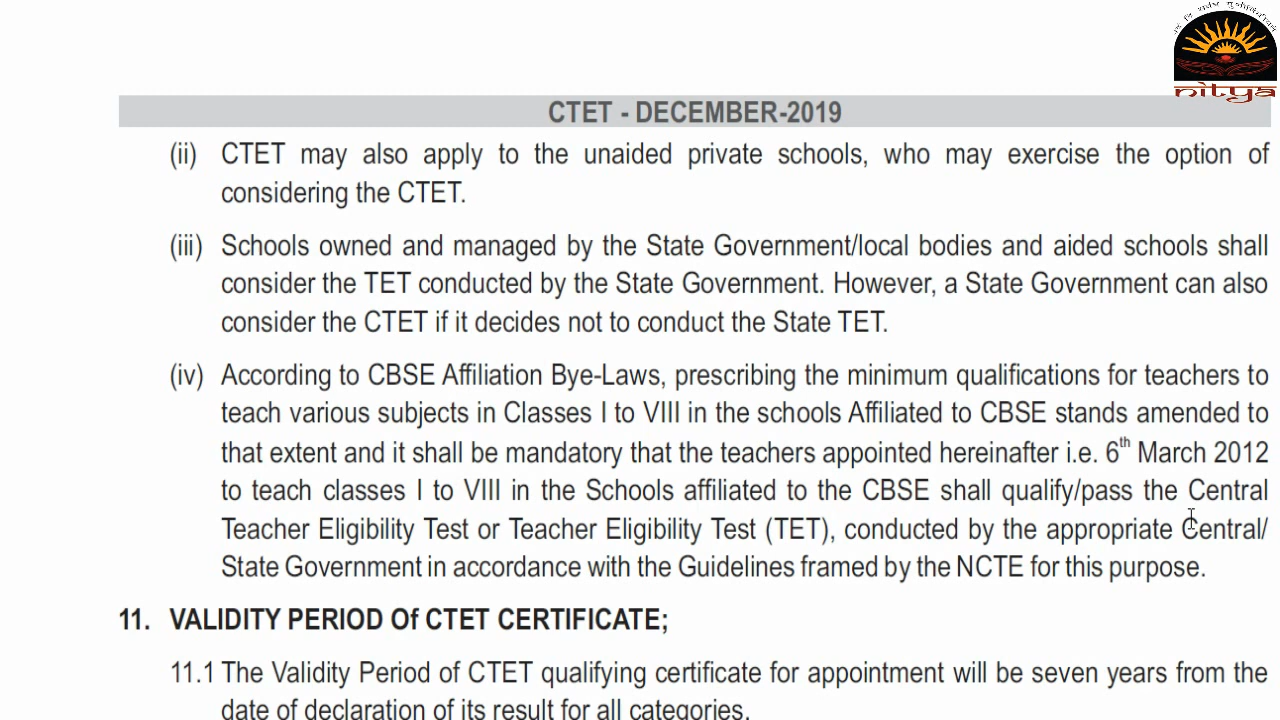 nitya
CTET - DECEMBER-2019
(ii) CTET may also apply to the unaided private schools, who may exercise the option of
considering the CTET.
(iii) Schools owned and managed by the State Government/local bodies and aided schools shall
consider the TET conducted by the State Government. However, a State Government can also
consider the CTET if it decides not to conduct the State TET.
(iv) According to CBSE Affiliation Bye-Laws, prescribing the minimum qualifications for teachers to
teach various subjects in Classes I to VIII in the schools Affiliated to CBSE stands amended to
that extent and it shall be mandatory that the teachers appointed hereinafter i.e. 6th March 2012
to teach classes I to VIII in the Schools affiliated to the CBSE shall qualify/pass the Central
Teacher Eligibility Test or Teacher Eligibility Test (TET), conducted by the appropriate Central/
State Government in accordance with the Guidelines framed by the NCTE for this purpose.
11. VALIDITY PERIOD Of CTET CERTIFICATE;
11.1 The Validity Period of CTET qualifying certificate for appointment will be seven years from the
date of declaration of its result for all categories.